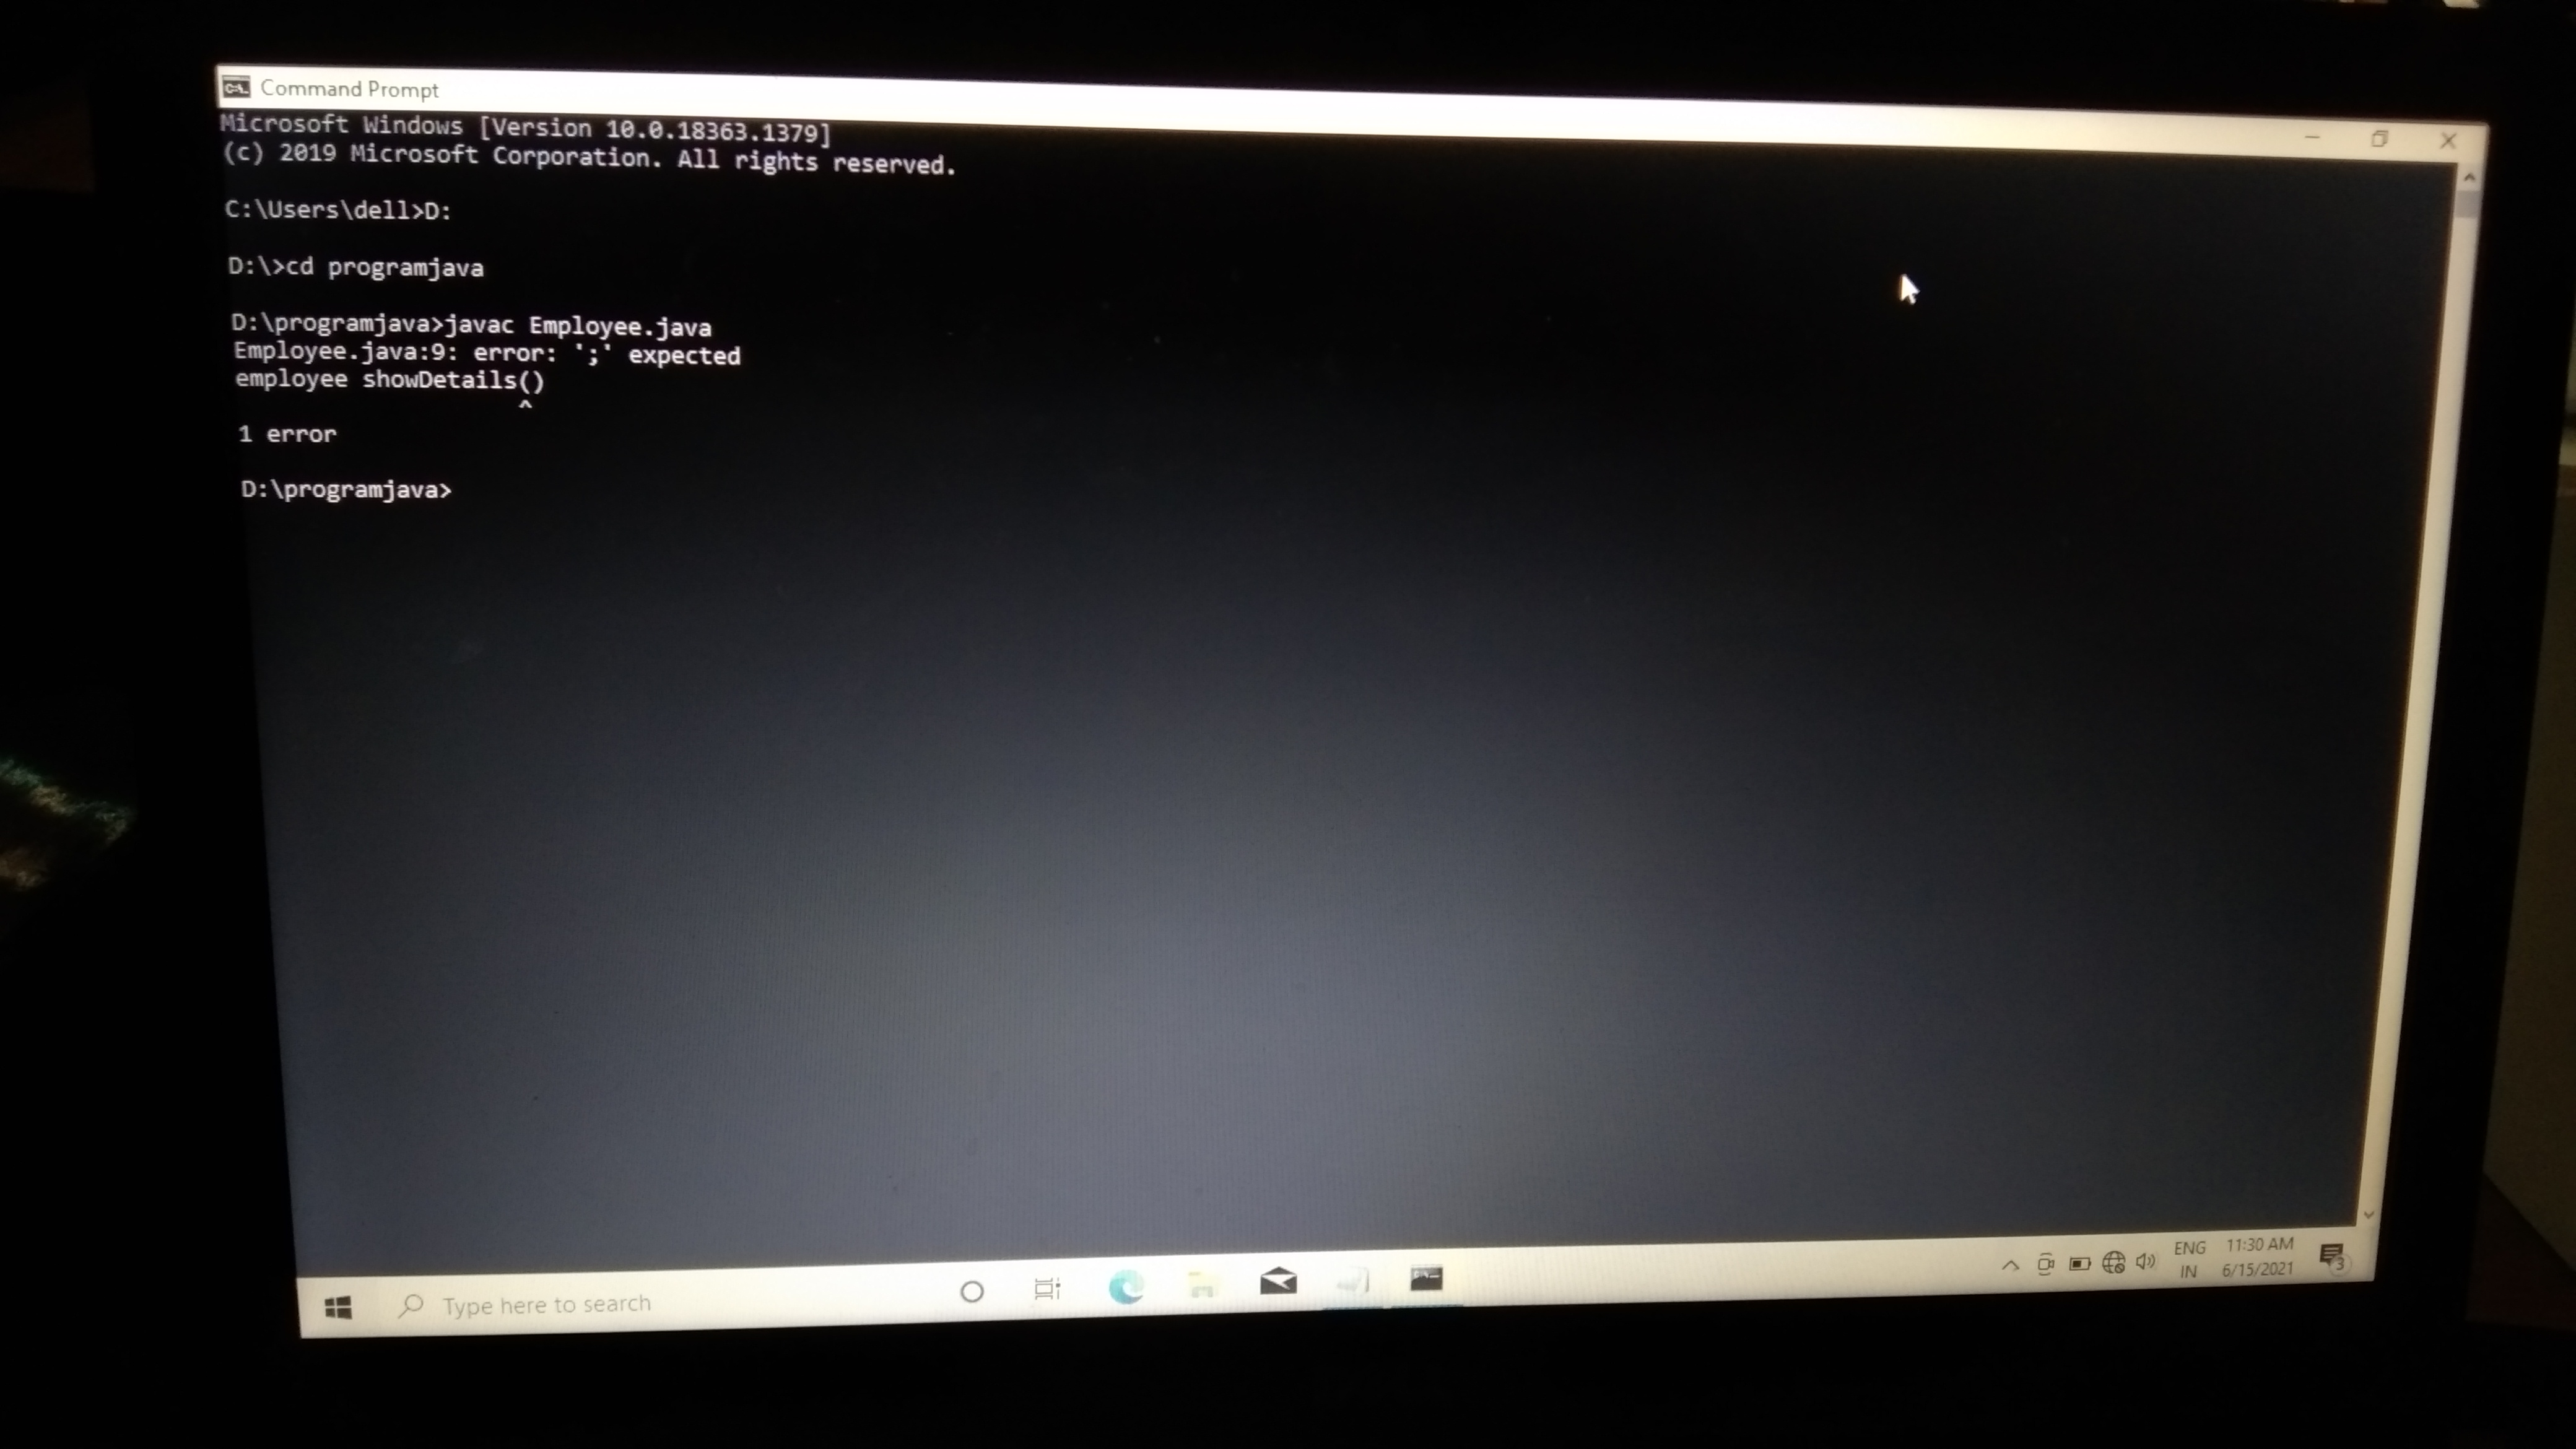 Command Prompt
Microsoft Windows [Version 10.0.18363.1379]
(c) 2019 Microsoft Corporation. All rights reserved.
C:\Users\dell>D:
D:\>cd programjava
D:\programjava>javac Employee.java
Employee.java:9: error: ';' expected
employee showDetails()
^
1 error
D:\programjava>
Type here to search
ENG
IN
11:30 AM
6/15/2021
3